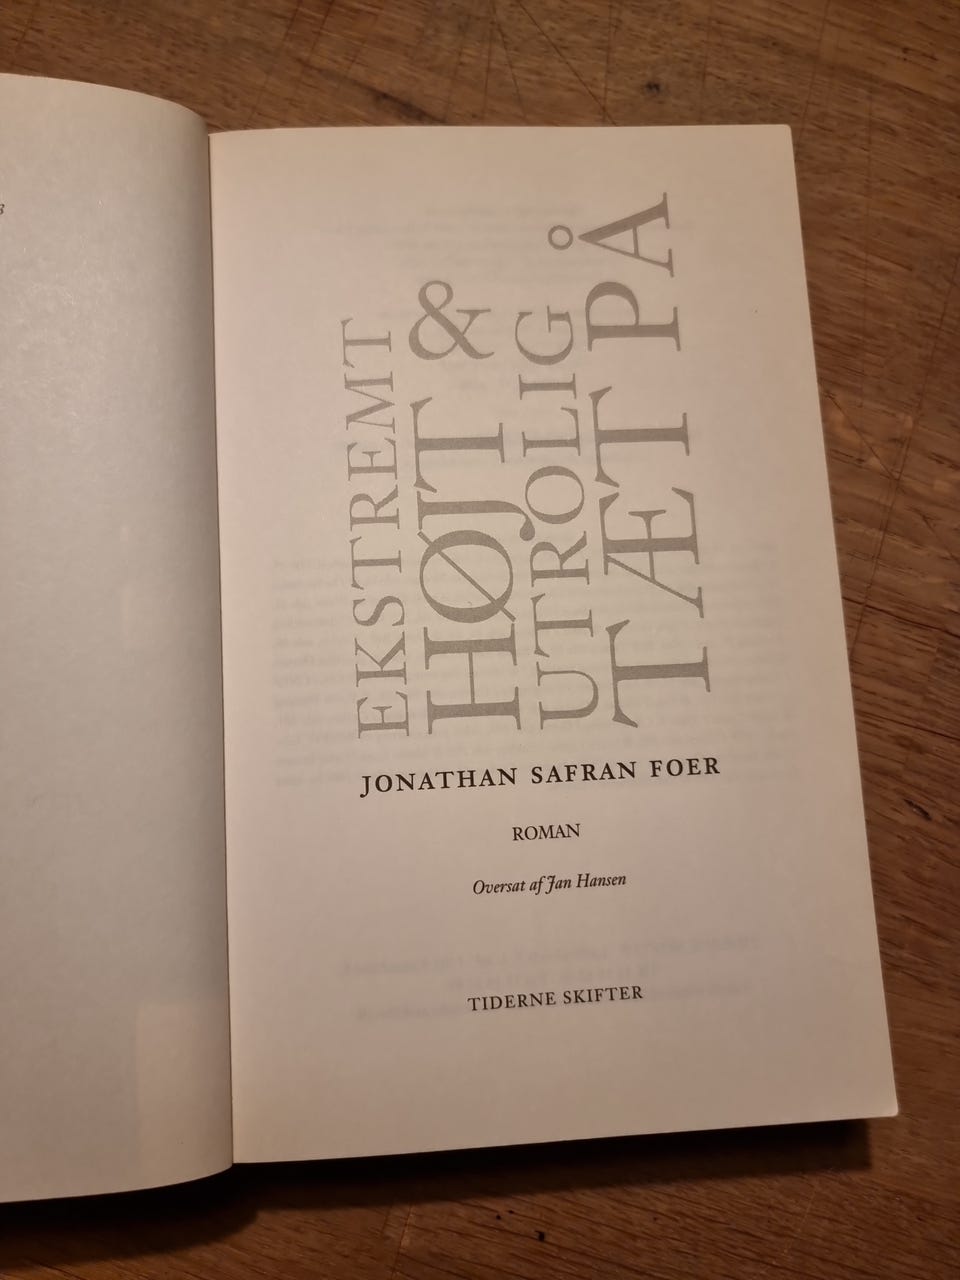 EKSTREMT
HØJT &
UTROLIG
TÆT PÅ
JONATHAN SAFRAN FOER
ROMAN
Oversat af Jan Hansen
TIDERNE SKIFTER